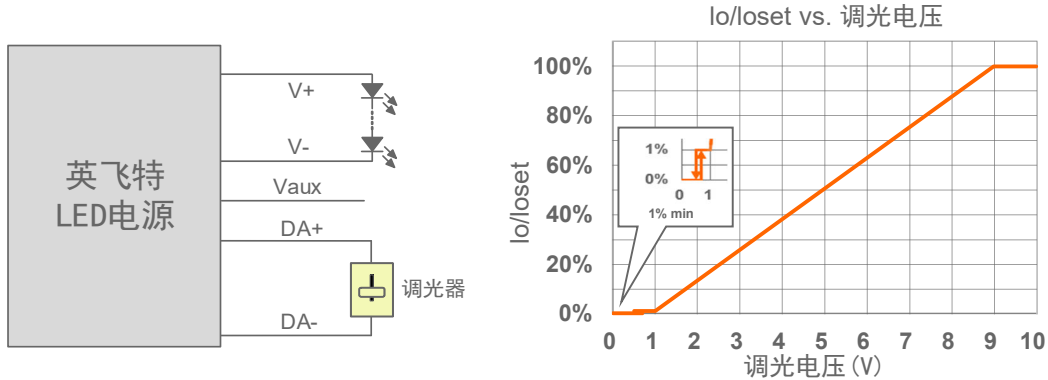 英飞特
LED电源
V+
V-
Vaux
DA+
DA-
调光器
Io/Ioset vs. 调光电压
Io/Ioset
100%
80%
60%
40%
20%
0%
1%
0%
0 1
1% min
0 1 2 3 4 5 6 7 8 9 10
调光电压(V)